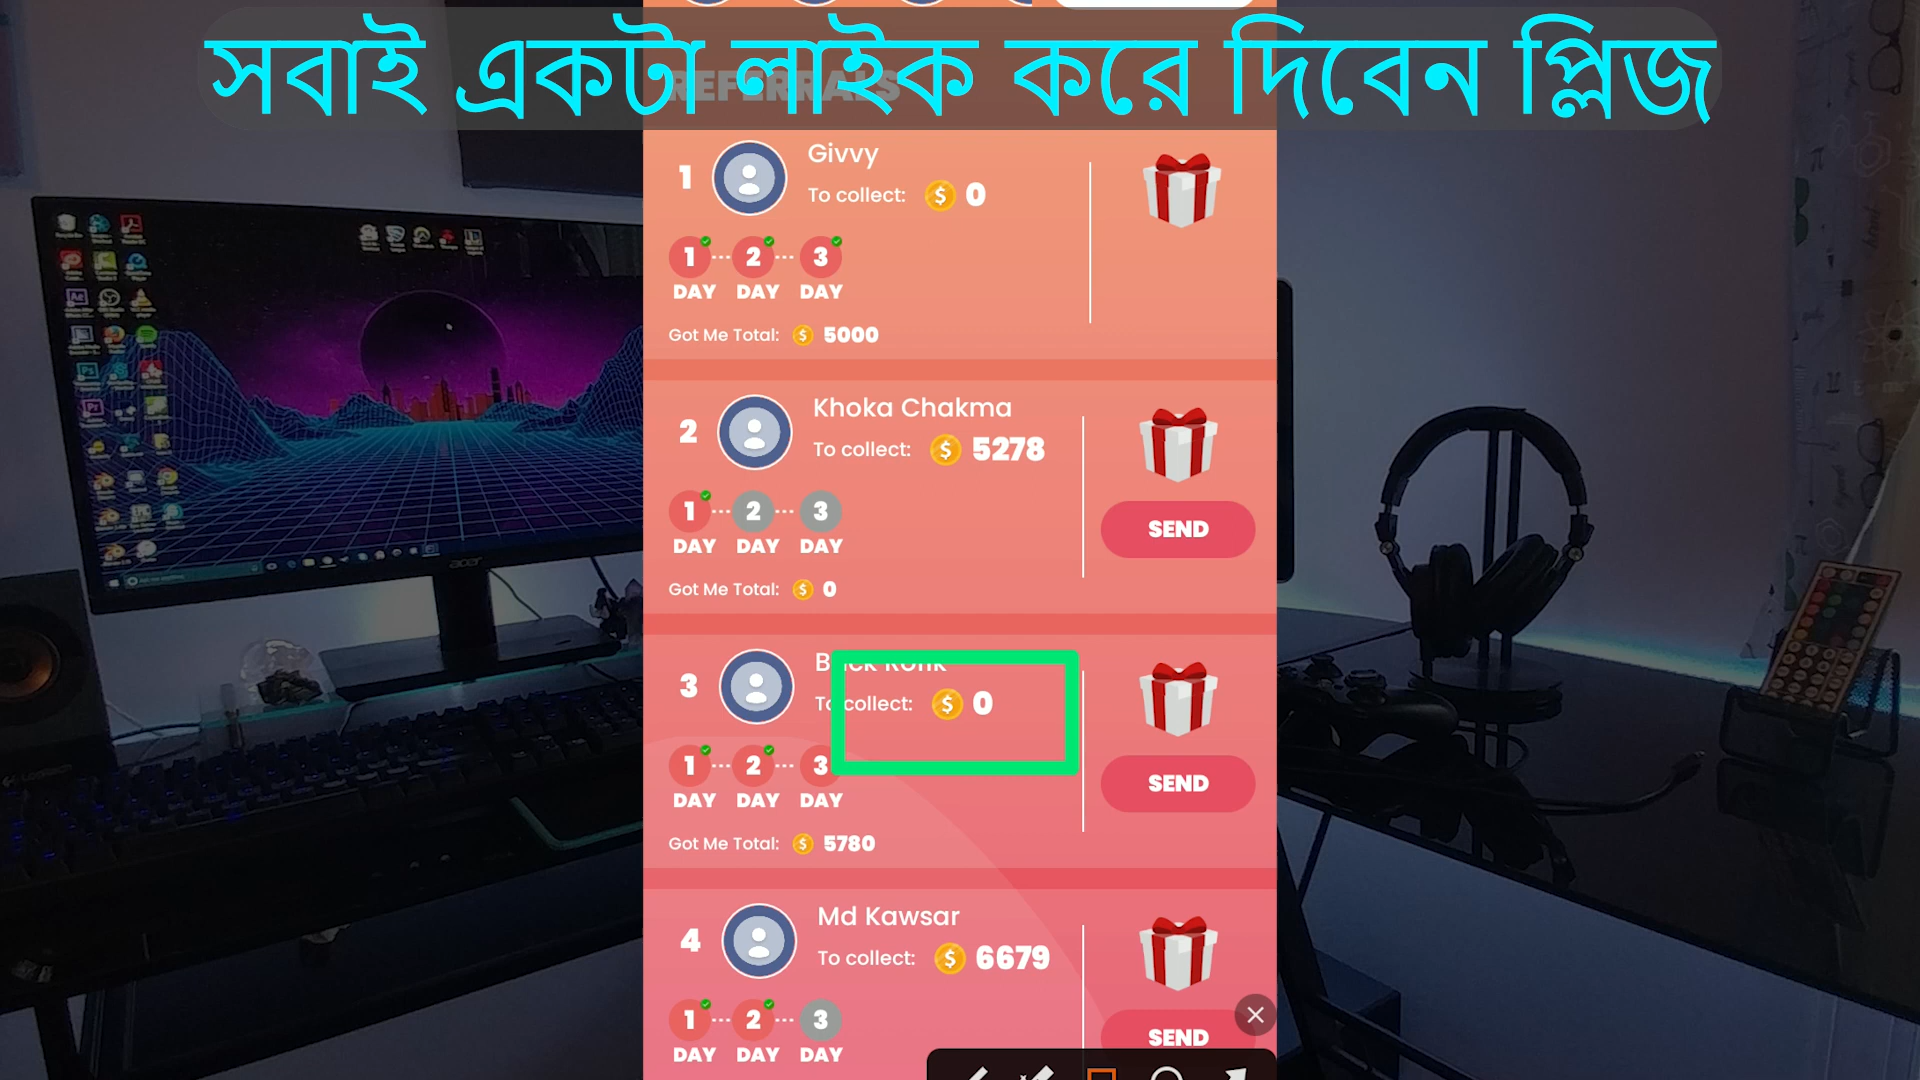 সবাই একটা লাইক করে দিবেন প্লিজ
REFERRALS
1
Givvy
To collect: $ 0
1 2 3
DAY DAY DAY
Got Me Total: $ 5000
2
Khoka Chakma
To collect: $ 5278
SEND
1 2 3
DAY DAY DAY
Got Me Total: $ 0
3
To collect: $ 0
SEND
1 2 3
DAY DAY DAY
Got Me Total: $ 5780
4
Md Kawsar
To collect: $ 6679
SEND
1 2 3
DAY DAY DAY
acer